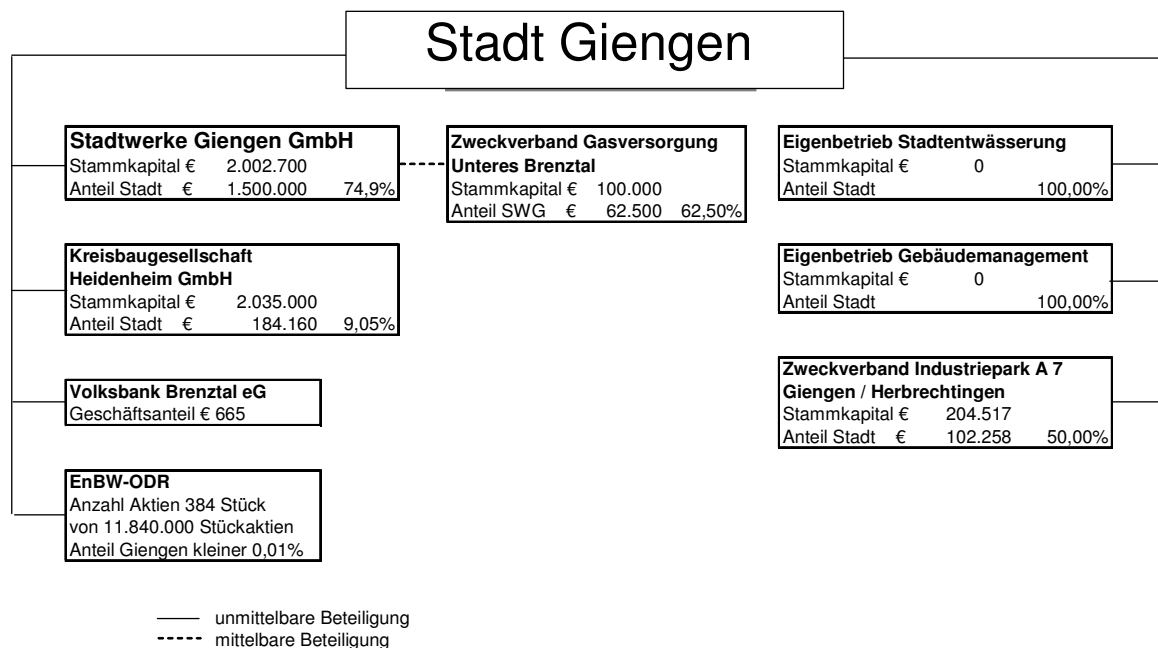 Stadt Giengen
Stadtwerke Giengen GmbH
Stammkapital € 2.002.700
Anteil Stadt € 1.500.000 74,9%
Kreisbaugesellschaft
Heidenheim GmbH
Stammkapital € 2.035.000
Anteil Stadt € 184.160 9,05%
Volksbank Brenztal eG
Geschäftsanteil € 665
EnBW-ODR
Anzahl Aktien 384 Stück
von 11.840.000 Stückaktien
Anteil Giengen kleiner 0,01%
Zweckverband Gasversorgung
Unteres Brenztal
Stammkapital € 100.000
Anteil SWG € 62.500 62,50%
Eigenbetrieb Stadtentwässerung
Stammkapital € 0
Anteil Stadt 100,00%
Eigenbetrieb Gebäudemanagement
Stammkapital € 0
Anteil Stadt 100,00%
Zweckverband Industriepark A 7
Giengen / Herbrechtingen
Stammkapital € 204.517
Anteil Stadt € 102.258 50,00%
unmittelbare Beteiligung
mittelbare Beteiligung